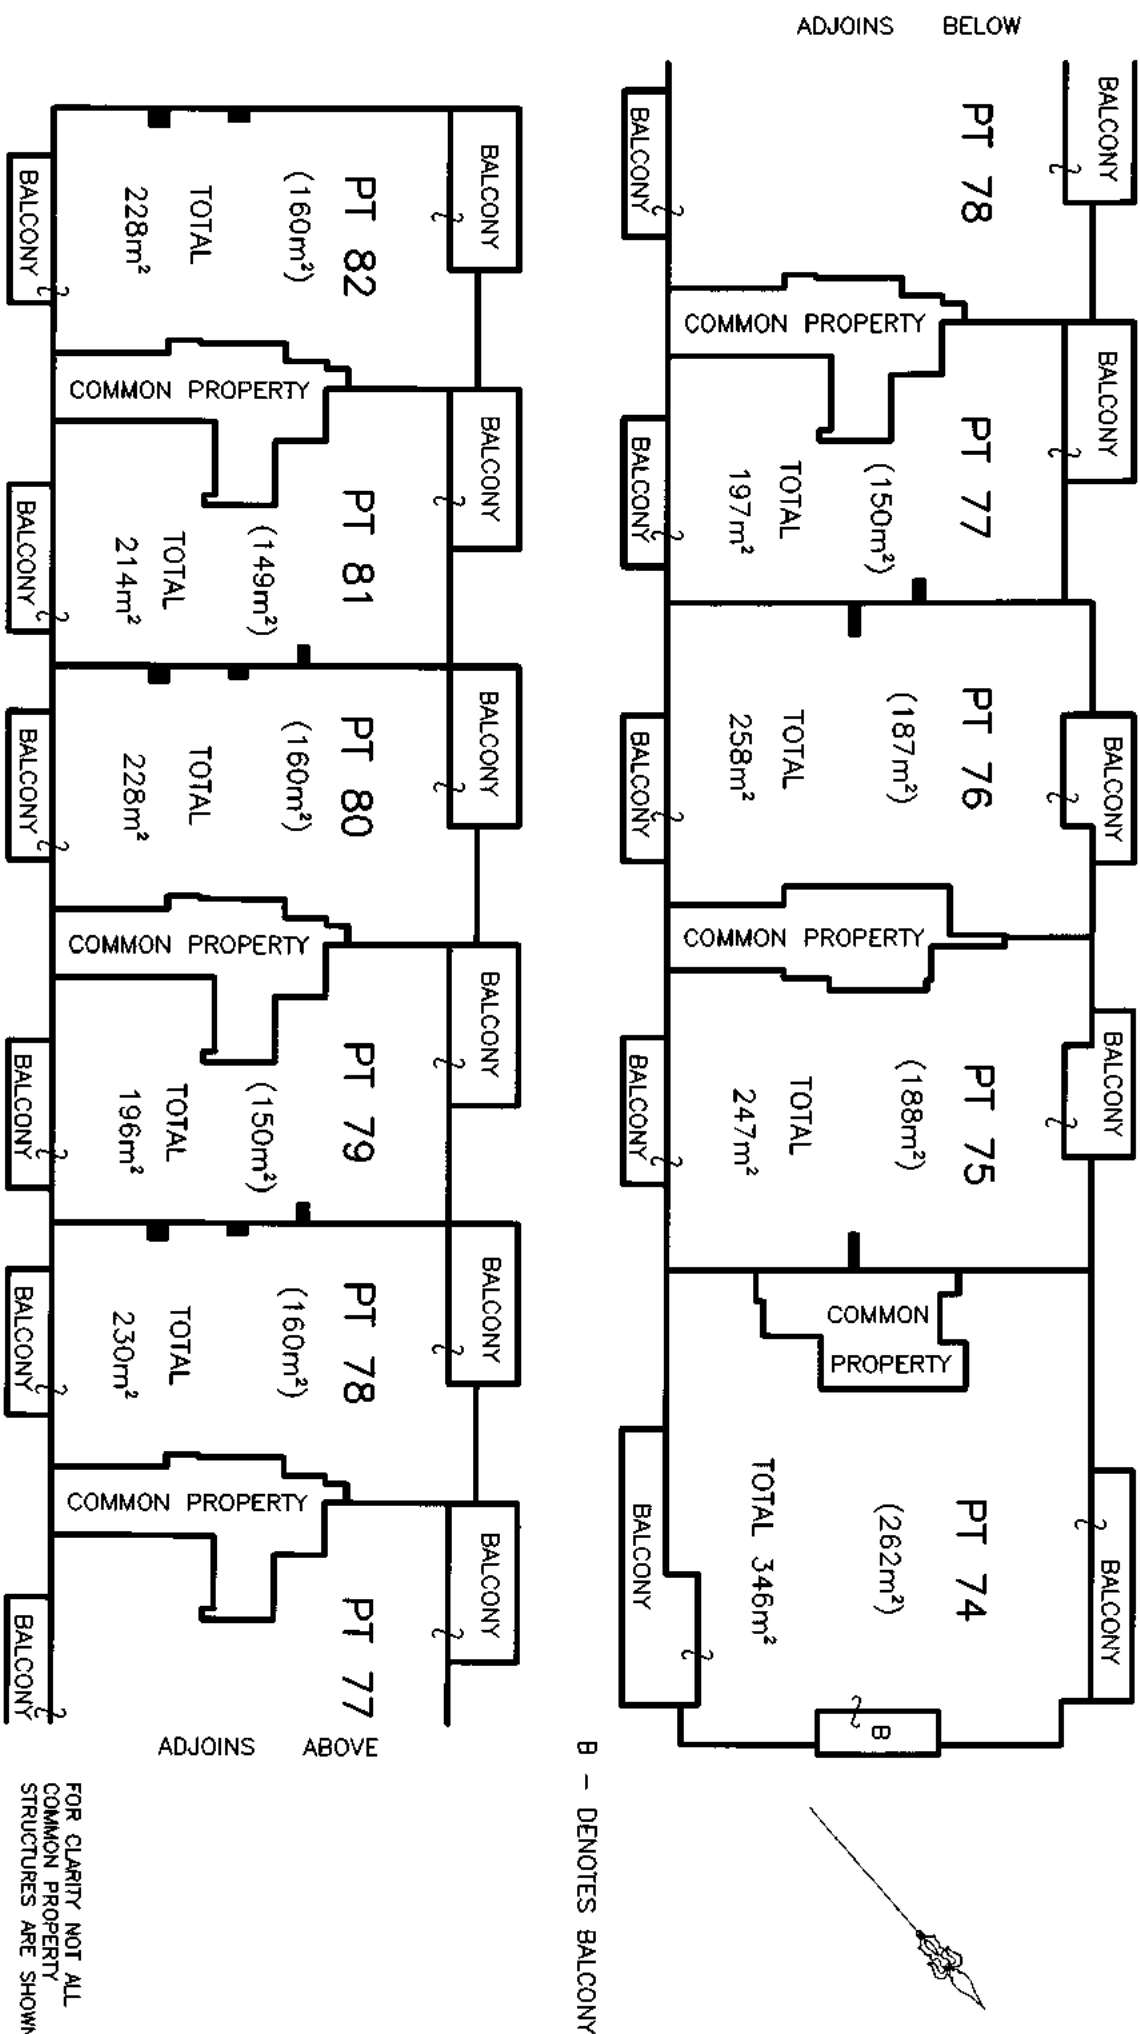 ADJOINS BELOW
BALCONY
PT 78
BALCONY
COMMON PROPERTY
BALCONY
PT 77
(150m²)
TOTAL
197m²
BALCONY
BALCONY
PT 76
(187m²)
TOTAL
258m²
BALCONY
COMMON PROPERTY
BALCONY
PT 75
(188m²)
TOTAL
247m²
BALCONY
COMMON
PROPERTY
BALCONY
PT 74
(262m²)
TOTAL 346m²
BALCONY
B
BALCONY
PT 82
(160m²)
TOTAL
228m²
BALCONY
COMMON PROPERTY
BALCONY
PT 81
(149m²)
TOTAL
214m²
BALCONY
BALCONY
PT 80
(160m²)
TOTAL
228m²
BALCONY
COMMON PROPERTY
BALCONY
PT 79
(150m²)
TOTAL
196m²
BALCONY
BALCONY
PT 78
(160m²)
TOTAL
230m²
BALCONY
COMMON PROPERTY
BALCONY
PT 77
BALCONY
ADJOINS ABOVE
B - DENOTES BALCONY
FOR CLARITY NOT ALL
COMMON PROPERTY
STRUCTURES ARE SHOWN